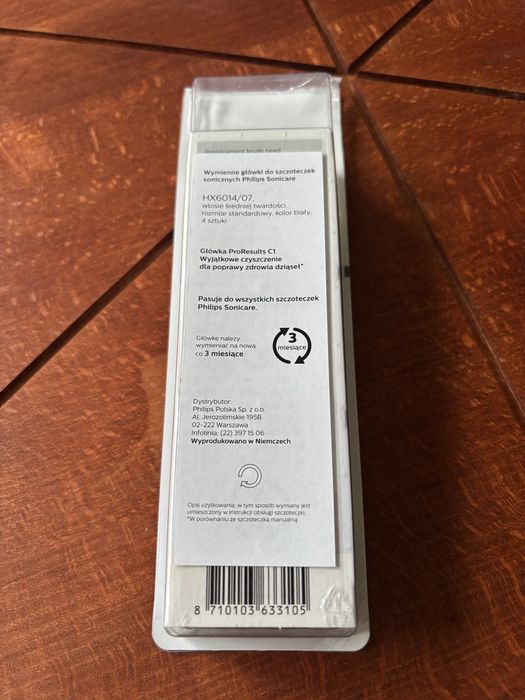 Replacement brush head
Wymienne główki do szczoteczek
sonicznych Philips Sonicare
HX6014/07,
włosie średniej twardości,
rozmiar standardowy, kolor biały,
4 sztuki
Główka ProResults C1
Wyjątkowe czyszczenie
dla poprawy zdrowia dziąseł*
Pasuje do wszystkich szczoteczek
Philips Sonicare.
Główkę należy
wymieniać na nową
co 3 miesiące
3
miesiące
Dystrybutor:
Philips Polska Sp. z o.o.
Al. Jerozolimskie 195B
02-222 Warszawa
Infolinia: (22) 397 15 06
Wyprodukowano w Niemczech
Opis użytkowania, w tym sposób wymiany jest
umieszczony w instrukcji obsługi szczoteczki.
*W porównaniu ze szczoteczką manualną
8 710103 633105